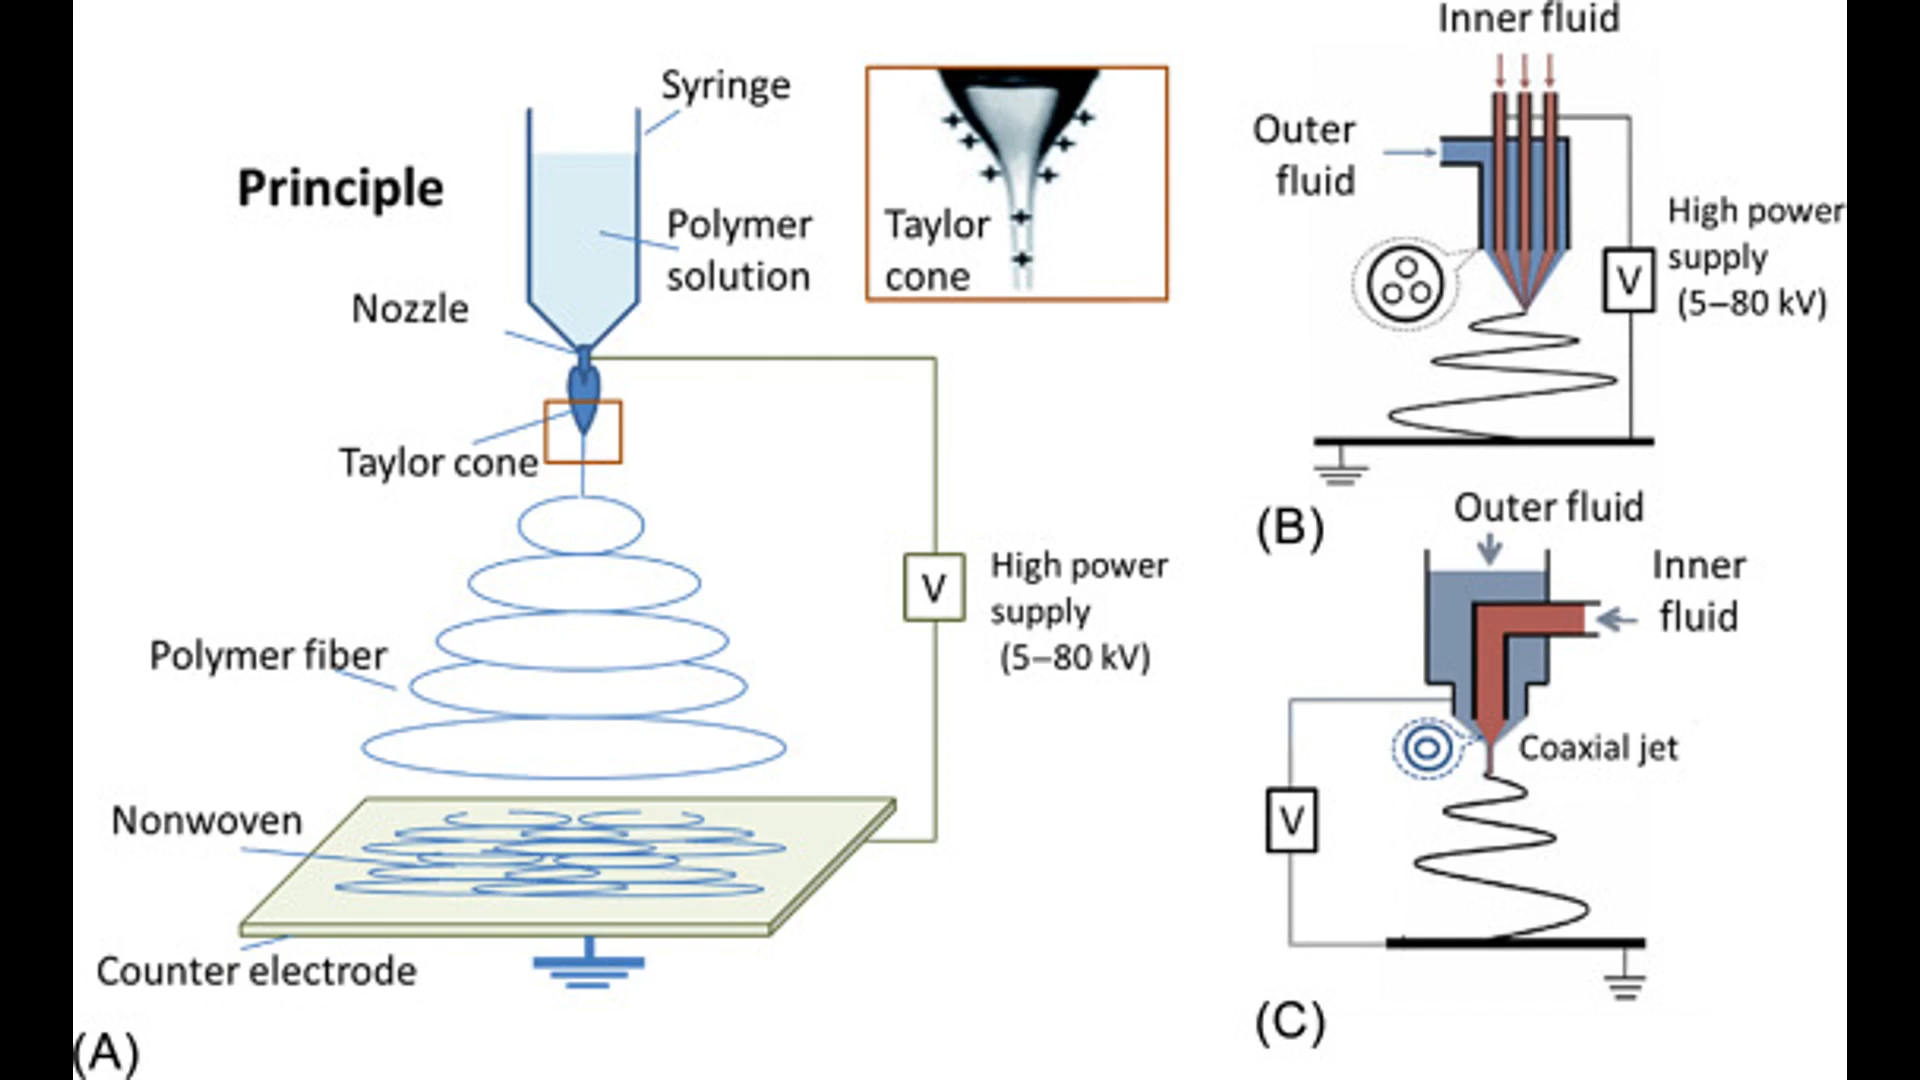 Principle
Syringe
Polymer
solution
Nozzle
Taylor cone
Taylor
cone
High power
supply
(5–80 kV)
V
Polymer fiber
Nonwoven
Counter electrode
(A)
Inner fluid
Outer
fluid
High power
supply
(5–80 kV)
V
(B)
Outer fluid
Inner
fluid
Coaxial jet
V
(C)